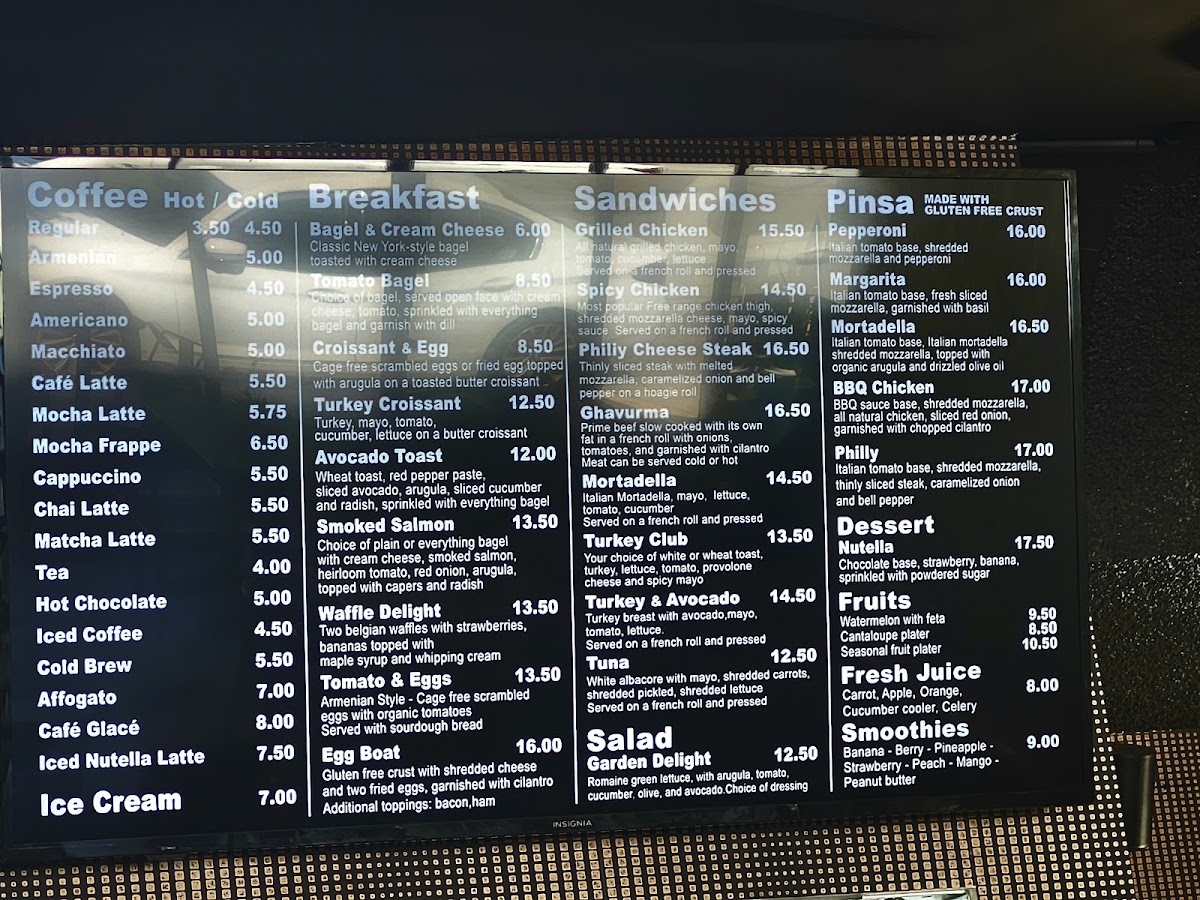 Coffee Hot / Cold
Regular 3.50 4.50
Armenian 5.00
Espresso 4.50
Americano 5.00
Macchiato 5.00
Café Latte 5.50
Mocha Latte 5.75
Mocha Frappe 6.50
Cappuccino 5.50
Chai Latte 5.50
Matcha Latte 5.50
Tea 4.00
Hot Chocolate 5.00
Iced Coffee 4.50
Cold Brew 5.50
Affogato 7.00
Café Glacé 8.00
Iced Nutella Latte 7.50
Ice Cream 7.00
Breakfast
Bagel & Cream Cheese 6.00
Classic New York-style bagel
toasted with cream cheese
Tomato Bagel 8.50
Choice of bagel, served open face with cream
cheese, tomato, sprinkled with everything
bagel and garnish with dill
Croissant & Egg 8.50
Cage free scrambled eggs or fried egg topped
with arugula on a toasted butter croissant
Turkey Croissant 12.50
Turkey, mayo, tomato,
cucumber, lettuce on a butter croissant
Avocado Toast 12.00
Wheat toast, red pepper paste,
sliced avocado, arugula, sliced cucumber
and radish, sprinkled with everything bagel
Smoked Salmon 13.50
Choice of plain or everything bagel
with cream cheese, smoked salmon,
heirloom tomato, red onion, arugula,
topped with capers and radish
Waffle Delight 13.50
Two belgian waffles with strawberries,
bananas topped with
maple syrup and whipping cream
Tomato & Eggs 13.50
Armenian Style - Cage free scrambled
eggs with organic tomatoes
Served with sourdough bread
Egg Boat 16.00
Gluten free crust with shredded cheese
and two fried eggs, garnished with cilantro
Additional toppings: bacon,ham
Sandwiches
Grilled Chicken 15.50
All natural grilled chicken, mayo,
tomato, cucumber, lettuce
Served on a french roll and pressed
Spicy Chicken 14.50
Most popular Free range chicken thigh,
shredded mozzarella cheese, mayo, spicy
sauce Served on a french roll and pressed
Philiy Cheese Steak 16.50
Thinly sliced steak with melted
mozzarella, caramelized onion and bell
pepper on a hoagie roll
Ghavurma 16.50
Prime beef slow cooked with its own
fat in a french roll with onions,
tomatoes, and garnished with cilantro
Meat can be served cold or hot
Mortadella 14.50
Italian Mortadella, mayo, lettuce,
tomato, cucumber
Served on a french roll and pressed
Turkey Club 13.50
Your choice of white or wheat toast,
turkey, lettuce, tomato, provolone
cheese and spicy mayo
Turkey & Avocado 14.50
Turkey breast with avocado,mayo,
tomato, lettuce.
Served on a french roll and pressed
Tuna 12.50
White albacore with mayo, shredded carrots,
shredded pickled, shredded lettuce
Served on a french roll and pressed
Salad
Garden Delight 12.50
Romaine green lettuce, with arugula, tomato,
cucumber, olive, and avocado.Choice of dressing
Pinsa MADE WITH
GLUTEN FREE CRUST
Pepperoni 16.00
Italian tomato base, shredded
mozzarella and pepperoni
Margarita 16.00
Italian tomato base, fresh sliced
mozzarella, garnished with basil
Mortadella 16.50
Italian tomato base, Italian mortadella
shredded mozzarella, topped with
organic arugula and drizzled olive oil
BBQ Chicken 17.00
BBQ sauce base, shredded mozzarella,
all natural chicken, sliced red onion,
garnished with chopped cilantro
Philly 17.00
Italian tomato base, shredded mozzarella,
thinly sliced steak, caramelized onion
and bell pepper
Dessert
Nutella 17.50
Chocolate base, strawberry, banana,
sprinkled with powdered sugar
Fruits
Watermelon with feta 9.50
Cantaloupe plater 8.50
Seasonal fruit plater 10.50
Fresh Juice
Carrot, Apple, Orange, 8.00
Cucumber cooler, Celery
Smoothies
Banana - Berry - Pineapple - 9.00
Strawberry - Peach - Mango -
Peanut butter
INSIGNIA